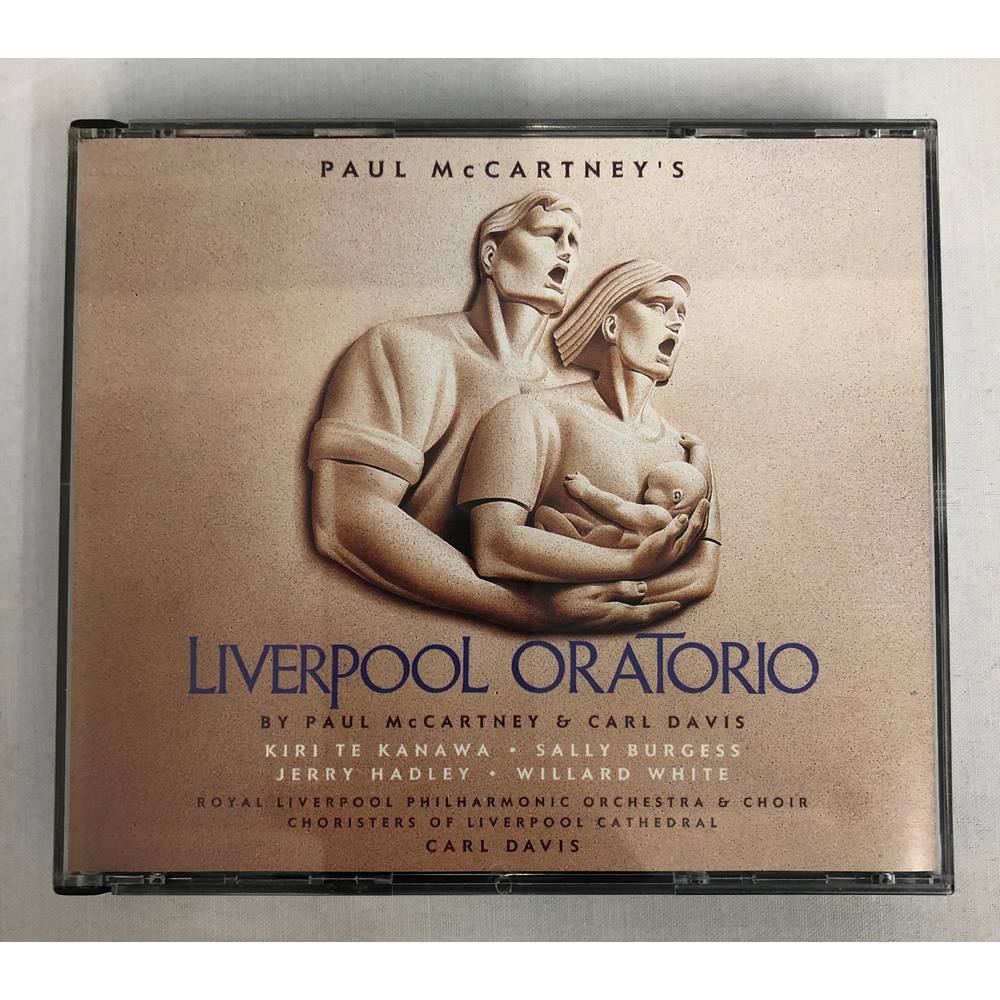 PAUL McCARTNEY'S
LIVERPOOL ORATORIO
BY PAUL McCARTNEY & CARL DAVIS
KIRI TE KANAWA • SALLY BURGESS
JERRY HADLEY • WILLARD WHITE
ROYAL LIVERPOOL PHILHARMONIC ORCHESTRA & CHOIR
CHORISTERS OF LIVERPOOL CATHEDRAL
CARL DAVIS